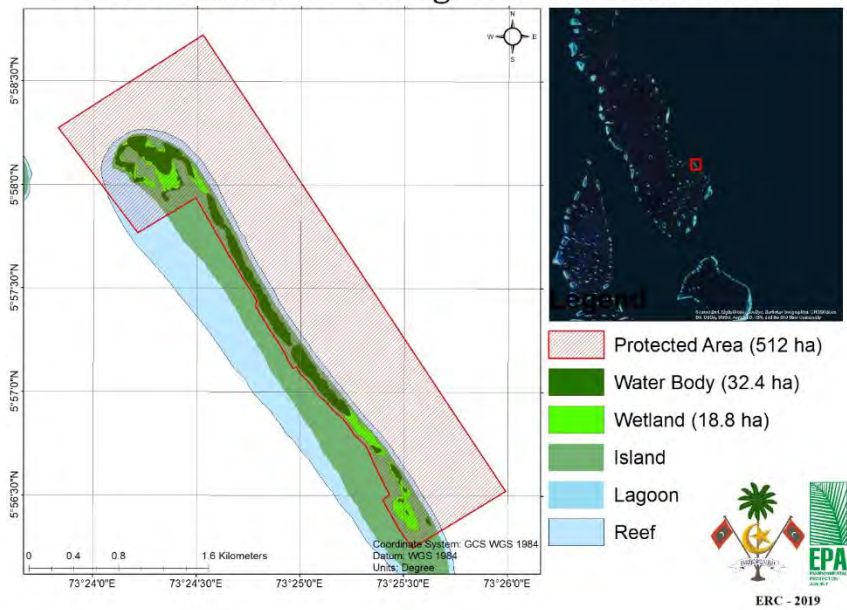 N
W E
S
5°58'30"N
5°58'0"N
5°57'30"N
5°57'0"N
5°56'30"N
0 0.4 0.8 1.6 Kilometers
Coordinate System: GCS WGS 1984
Datum: WGS 1984
Units: Degree
73°24'0"E 73°24'30"E 73°25'0"E 73°25'30"E 73°26'0"E
Legend
Protected Area (512 ha)
Water Body (32.4 ha)
Wetland (18.8 ha)
Island
Lagoon
Reef
EPA
ENVIRONMENTAL
PROTECTION
AGENCY
ERC - 2019